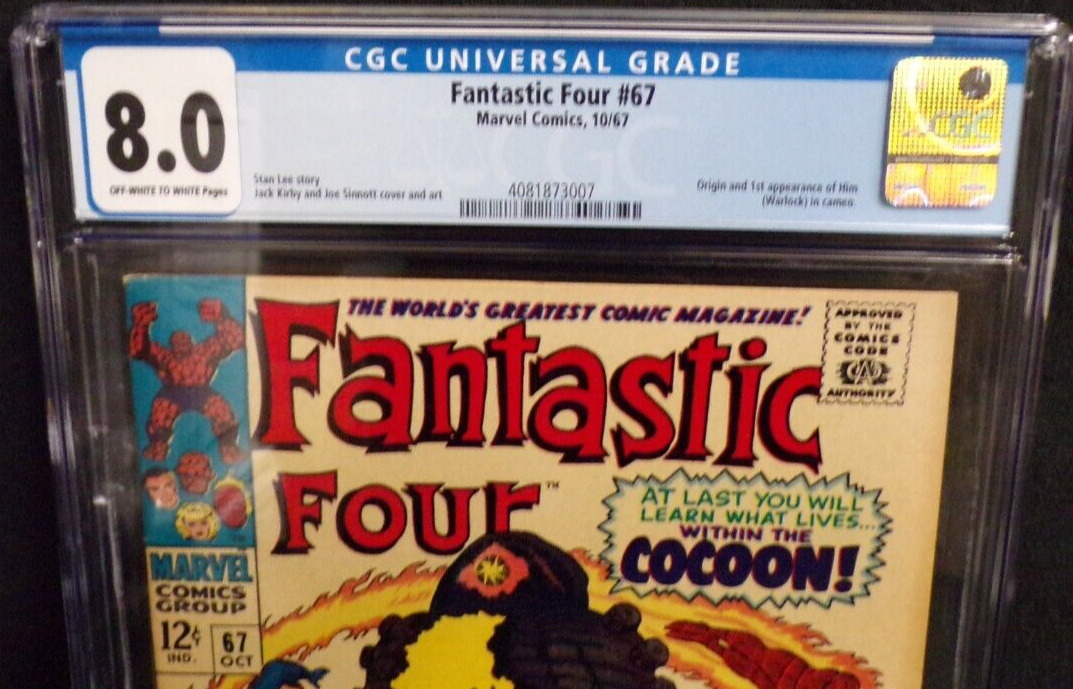 CGC UNIVERSAL GRADE
8.0
OFF-WHITE TO WHITE Pages
Fantastic Four #67
Marvel Comics, 10/67
Stan Lee story
Jack Kirby and Joe Sinnott cover and art
4081873007
Origin and 1st appearance of Him
(Warlock) in cameo.
CGC
THE WORLD'S GREATEST COMIC MAGAZINE!
Fantastic
Four™
APPROVED
BY THE
COMICS
CODE
CA
AUTHORITY
AT LAST YOU WILL
LEARN WHAT LIVES...
WITHIN THE
COCOON!
MARVEL
COMICS
GROUP
12¢
IND.
67
OCT